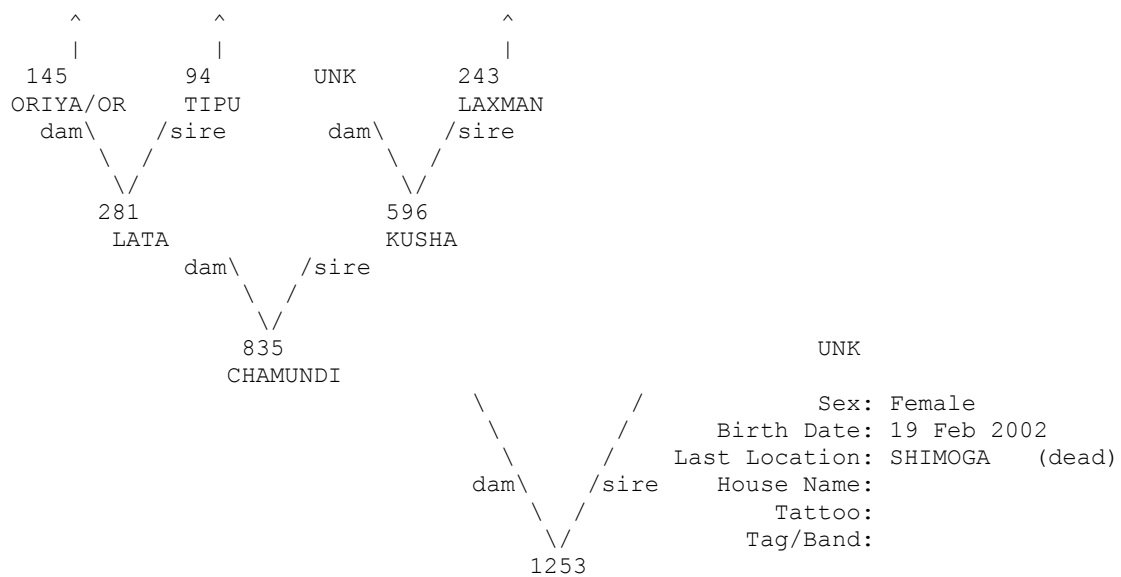 ^ ^ ^
| | |
145 94 UNK 243
ORIYA/OR TIPU LAXMAN
dam\ /sire dam\ /sire
\ / \ /
\/ \/
281 596
LATA KUSHA
dam\ /sire
\ /
\/
835 UNK
CHAMUNDI
\ / Sex: Female
\ / Birth Date: 19 Feb 2002
\ / Last Location: SHIMOGA (dead)
dam\ /sire House Name:
\ / Tattoo:
\/ Tag/Band:
1253